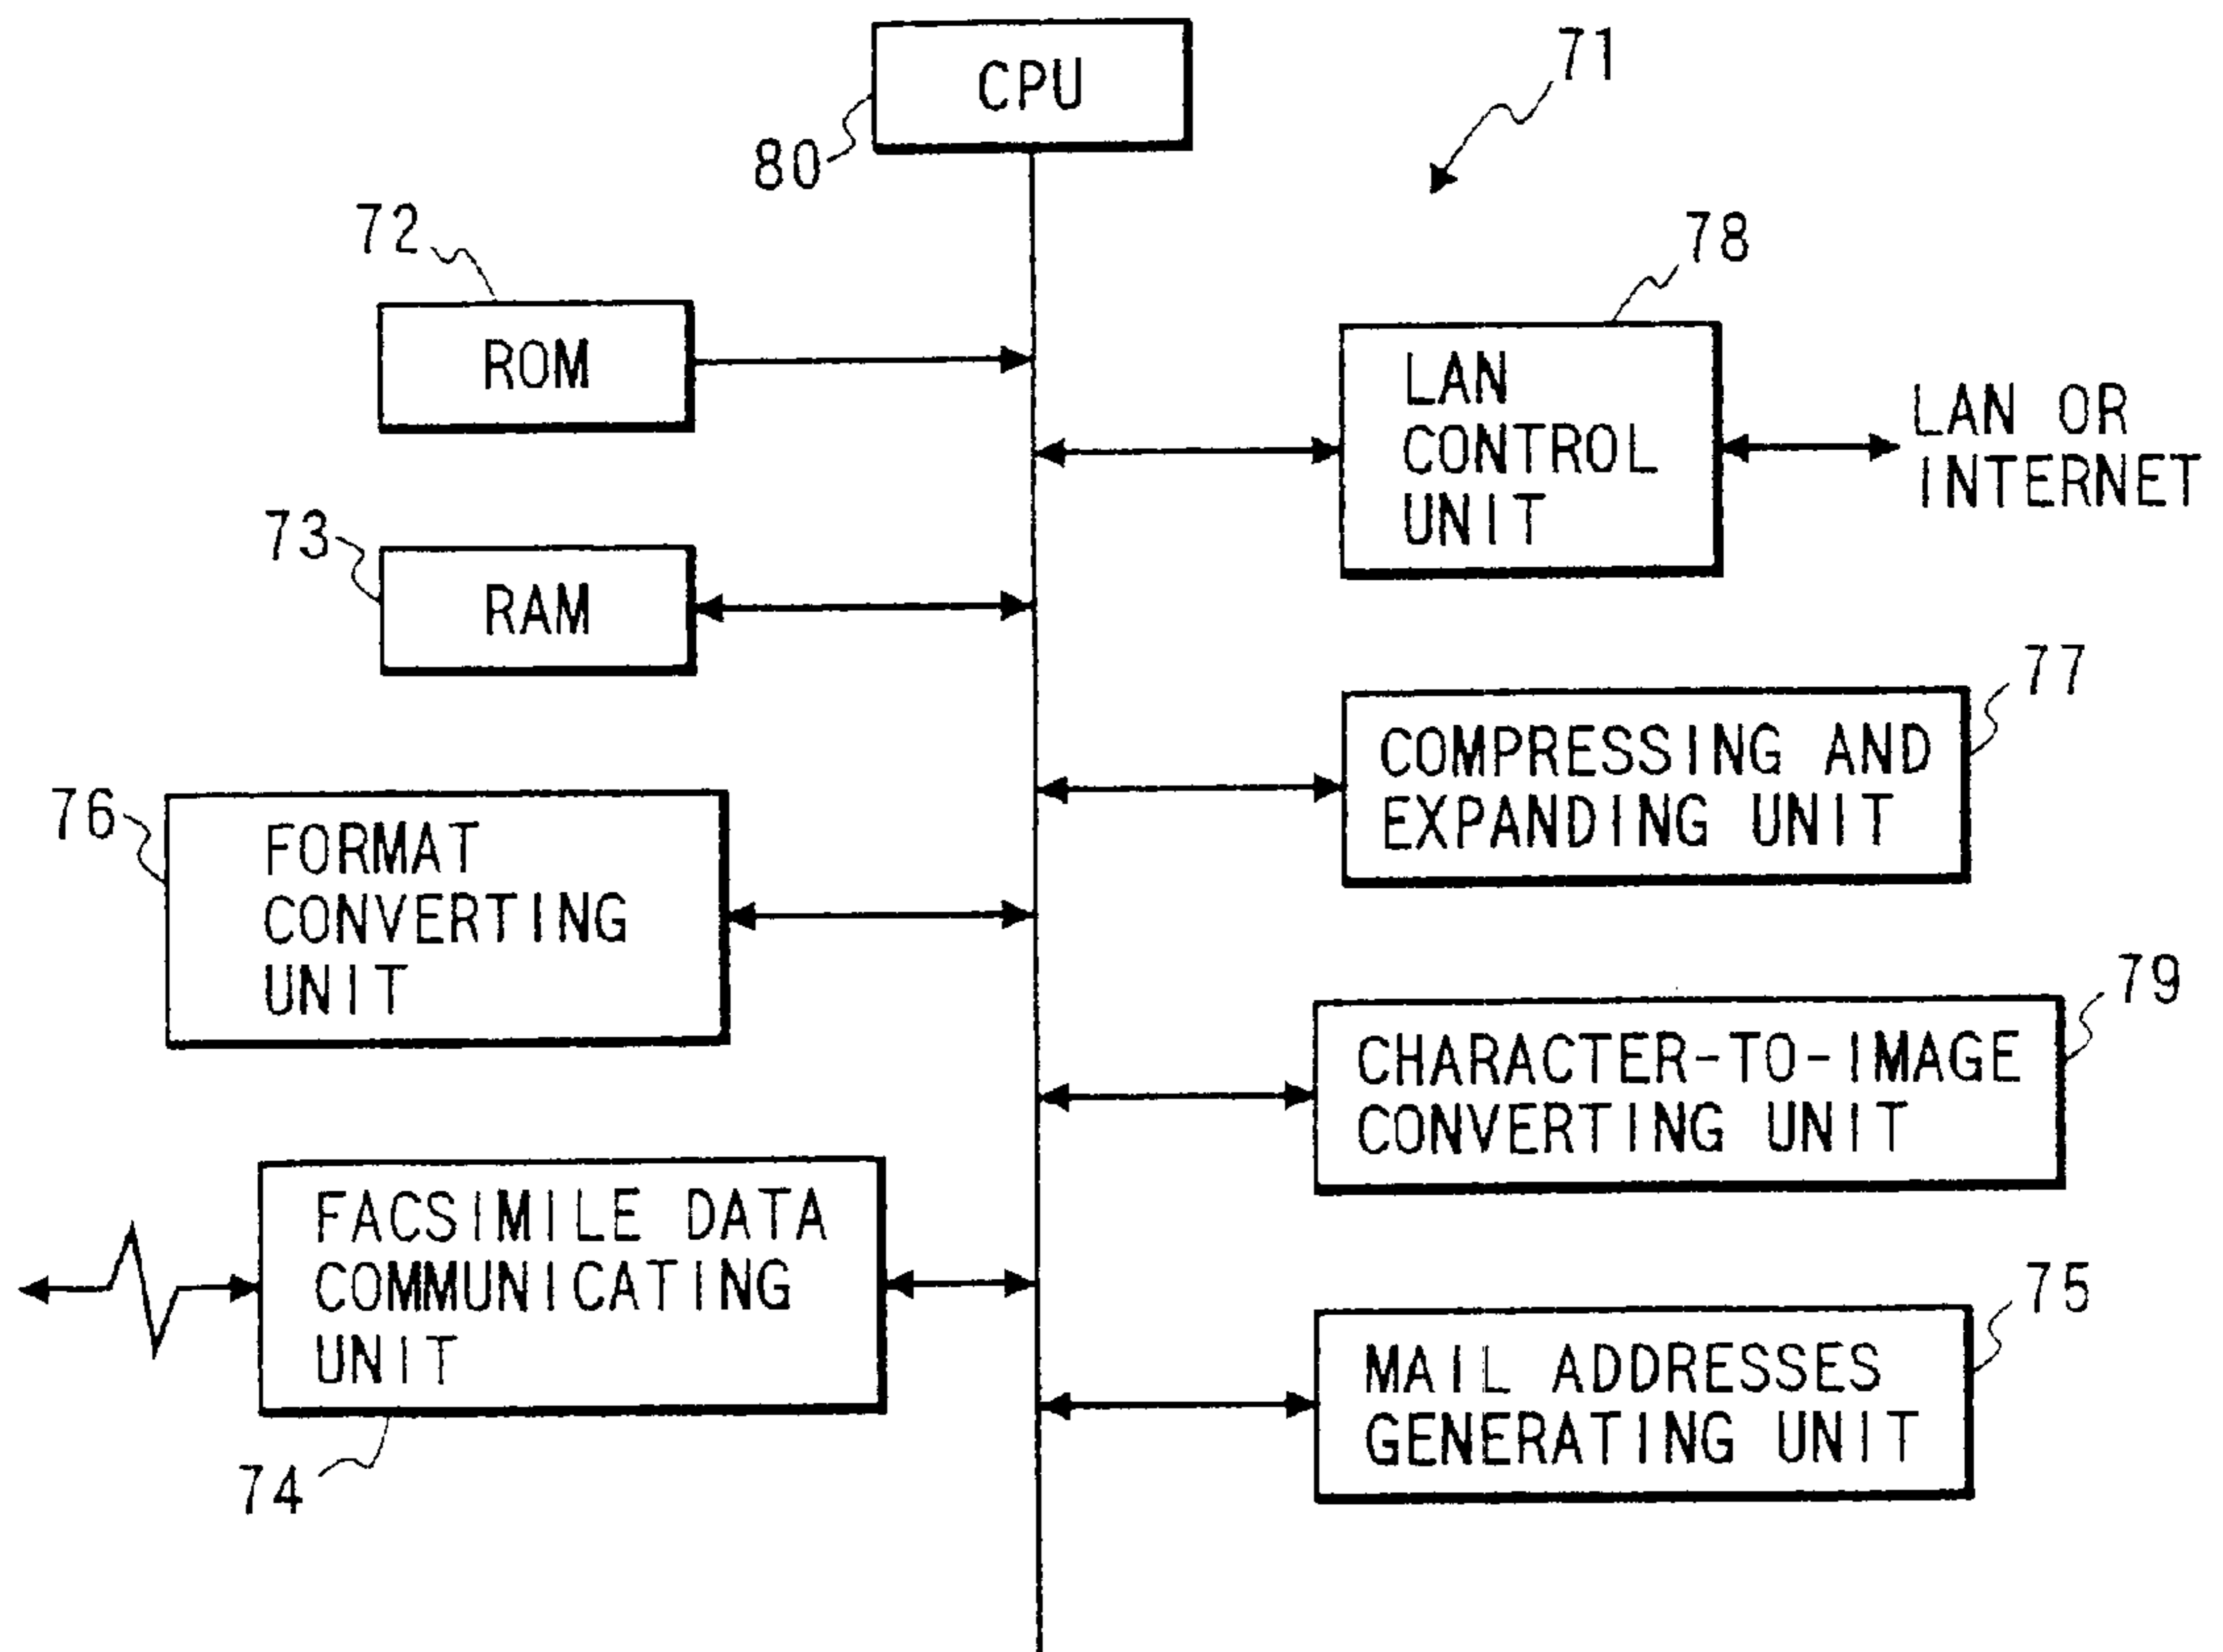 CPU
80
71
72
ROM
78
LAN
CONTROL
UNIT
LAN OR
INTERNET
73
RAM
77
COMPRESSING AND
EXPANDING UNIT
76
FORMAT
CONVERTING
UNIT
79
CHARACTER-TO-IMAGE
CONVERTING UNIT
FACSIMILE DATA
COMMUNICATING
UNIT
74
75
MAIL ADDRESSES
GENERATING UNIT